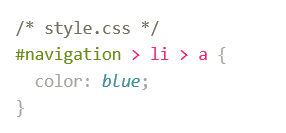 /* style.css */
#navigation > li > a {
  color: blue;
}